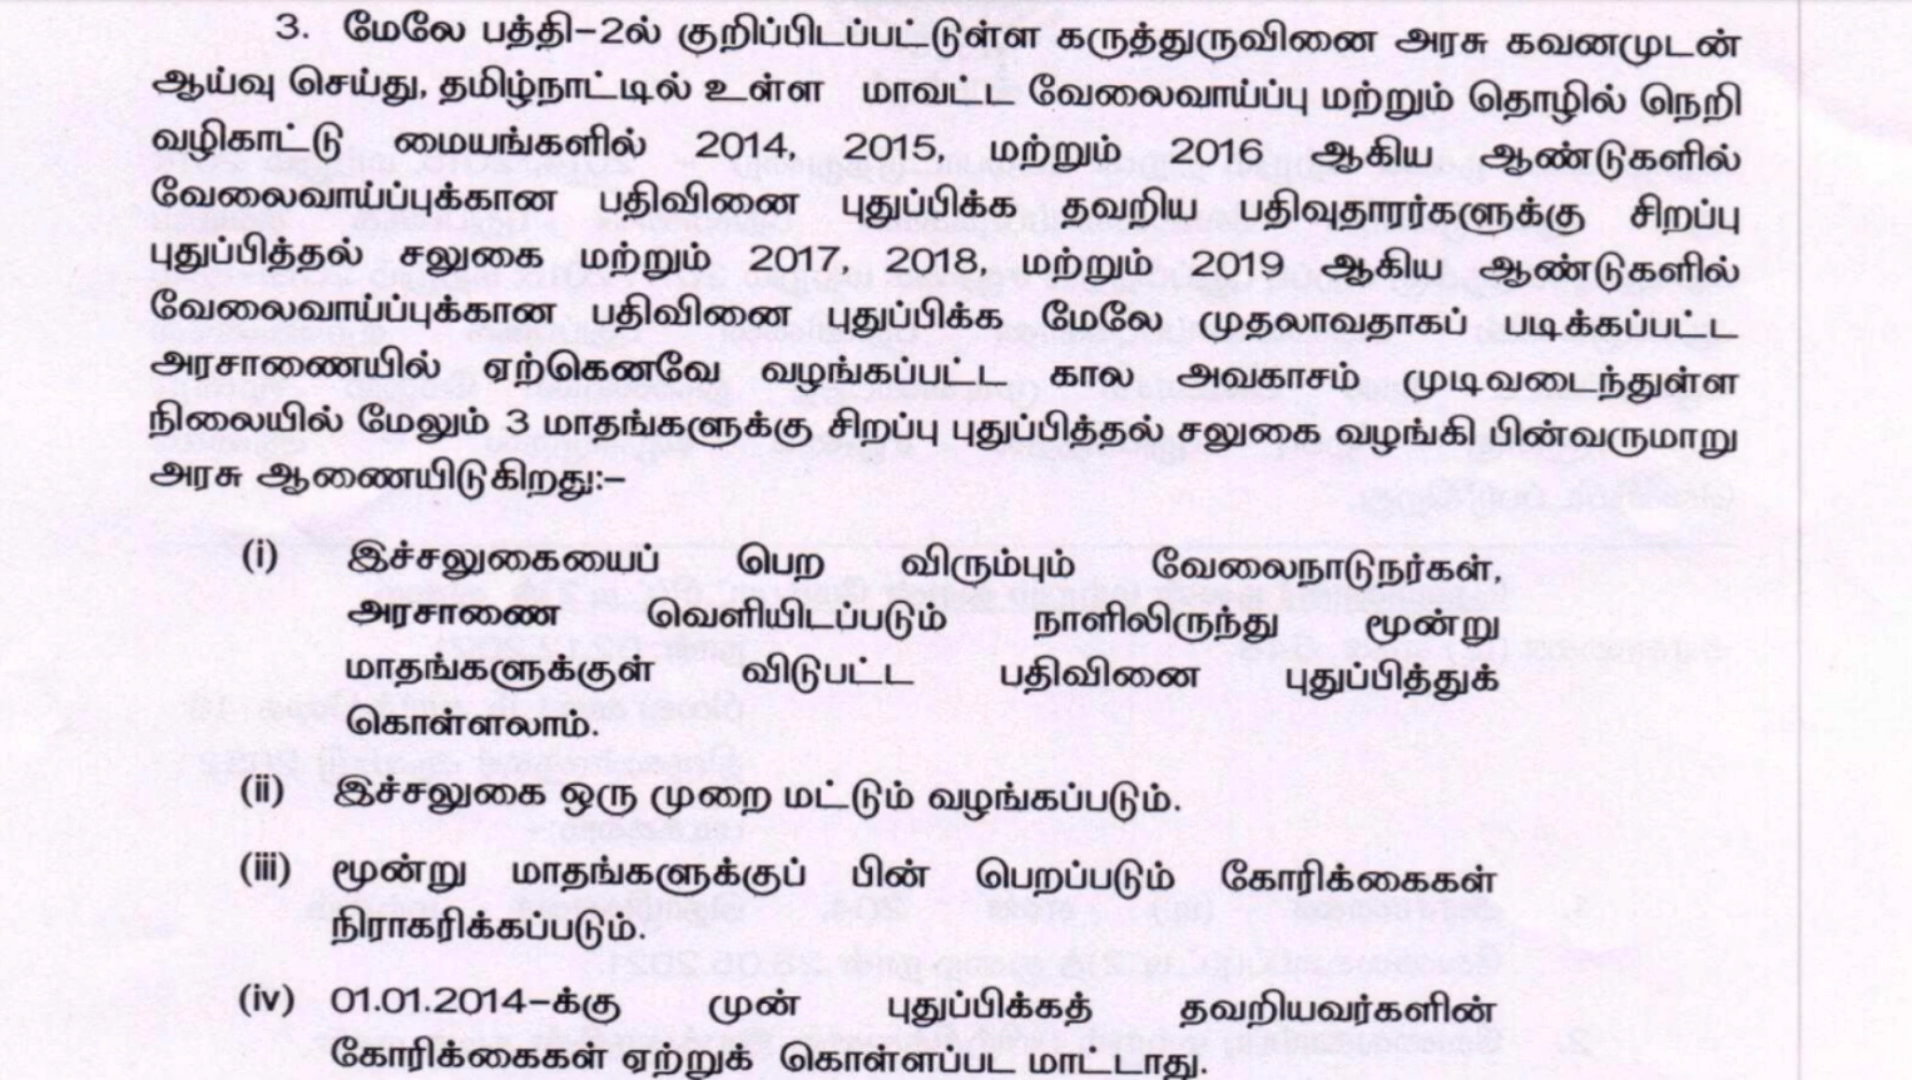 3. மேலே பத்தி-2ல் குறிப்பிடப்பட்டுள்ள கருத்துருவினை அரசு கவனமுடன்
ஆய்வு செய்து, தமிழ்நாட்டில் உள்ள மாவட்ட வேலைவாய்ப்பு மற்றும் தொழில் நெறி
வழிகாட்டு மையங்களில் 2014, 2015, மற்றும் 2016 ஆகிய ஆண்டுகளில்
வேலைவாய்ப்புக்கான பதிவினை புதுப்பிக்க தவறிய பதிவுதாரர்களுக்கு சிறப்பு
புதுப்பித்தல் சலுகை மற்றும் 2017, 2018, மற்றும் 2019 ஆகிய ஆண்டுகளில்
வேலைவாய்ப்புக்கான பதிவினை புதுப்பிக்க மேலே முதலாவதாகப் படிக்கப்பட்ட
அரசாணையில் ஏற்கெனவே வழங்கப்பட்ட கால அவகாசம் முடிவடைந்துள்ள
நிலையில் மேலும் 3 மாதங்களுக்கு சிறப்பு புதுப்பித்தல் சலுகை வழங்கி பின்வருமாறு
அரசு ஆணையிடுகிறது:-
(i) இச்சலுகையைப் பெற விரும்பும் வேலைநாடுநர்கள்,
அரசாணை வெளியிடப்படும் நாளிலிருந்து மூன்று
மாதங்களுக்குள் விடுபட்ட பதிவினை புதுப்பித்துக்
கொள்ளலாம்.
(ii) இச்சலுகை ஒரு முறை மட்டும் வழங்கப்படும்.
(iii) மூன்று மாதங்களுக்குப் பின் பெறப்படும் கோரிக்கைகள்
நிராகரிக்கப்படும்.
(iv) 01.01.2014-க்கு முன் புதுப்பிக்கத் தவறியவர்களின்
கோரிக்கைகள் ஏற்றுக் கொள்ளப்பட மாட்டாது.